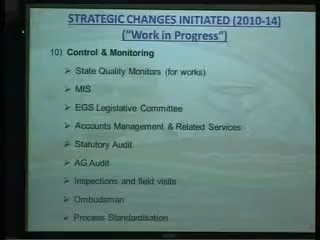 STRATEGIC CHANGES INITIATED (2010-14)
("Work in Progress")
10) Control & Monitoring
➢ State Quality Monitors (for works)
➢ MIS
➢ EGS Legislative Committee
➢ Accounts Management & Related Services
➢ Statutory Audit
➢ AG Audit
➢ Inspections and field visits
➢ Ombudsman
➢ Process Standardisation